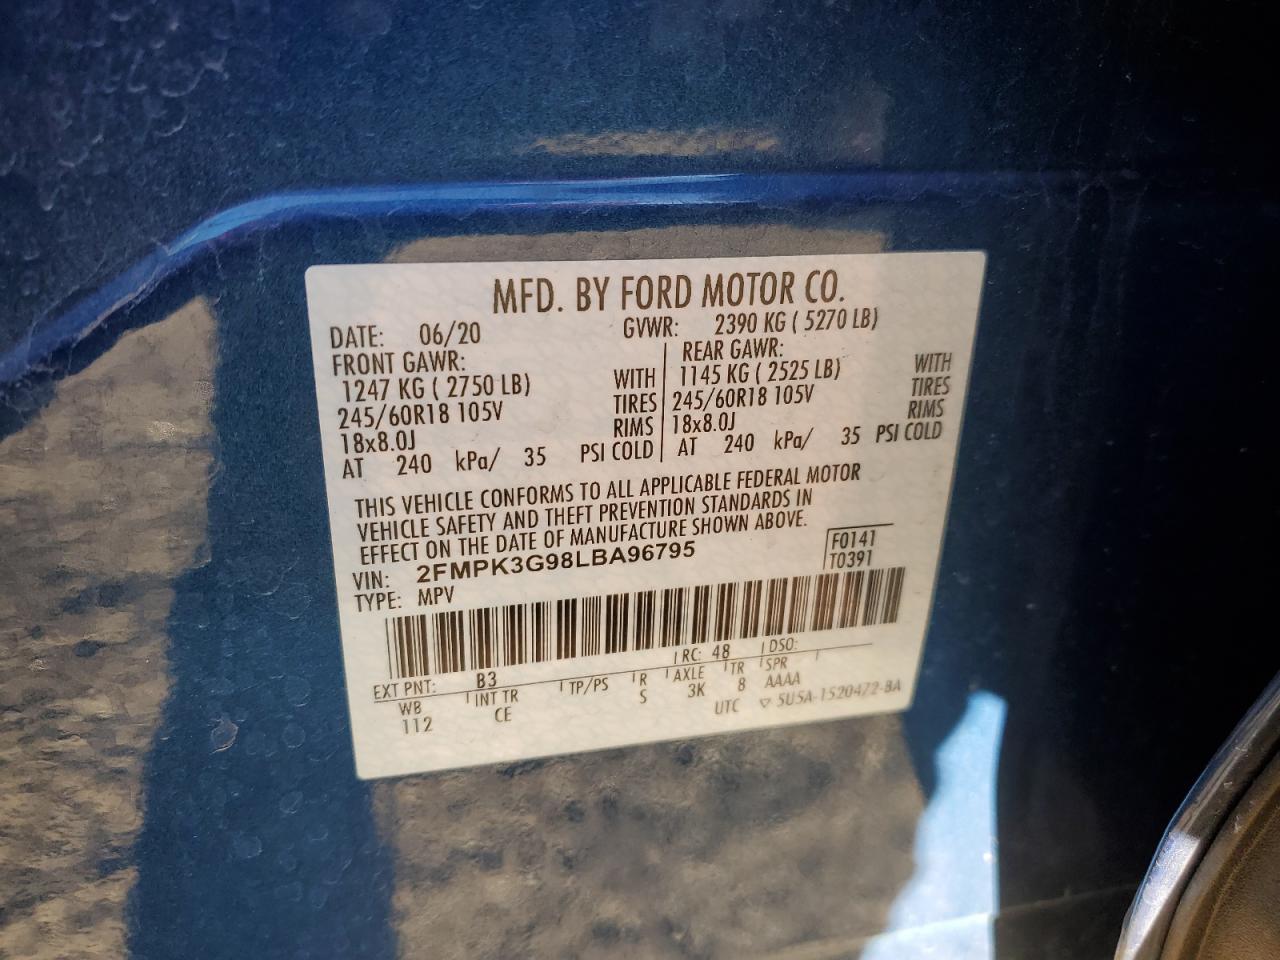 MFD. BY FORD MOTOR CO.
DATE: 06/20 GVWR: 2390 KG ( 5270 LB)
FRONT GAWR: REAR GAWR:
1247 KG ( 2750 LB) WITH 1145 KG ( 2525 LB) WITH
245/60R18 105V TIRES 245/60R18 105V TIRES
18x8.0J RIMS 18x8.0J RIMS
AT 240 kPa/ 35 PSI COLD AT 240 kPa/ 35 PSI COLD
THIS VEHICLE CONFORMS TO ALL APPLICABLE FEDERAL MOTOR
VEHICLE SAFETY AND THEFT PREVENTION STANDARDS IN
EFFECT ON THE DATE OF MANUFACTURE SHOWN ABOVE.
VIN: 2FMPK3G98LBA96795 F0141
TYPE: MPV T0391
EXT PNT: B3 RC: 48 DSO:
WB INT TR TP/PS R AXLE TR SPR
112 CE S 3K 8 AAAA
UTC ▽ 5U5A-1520472-BA